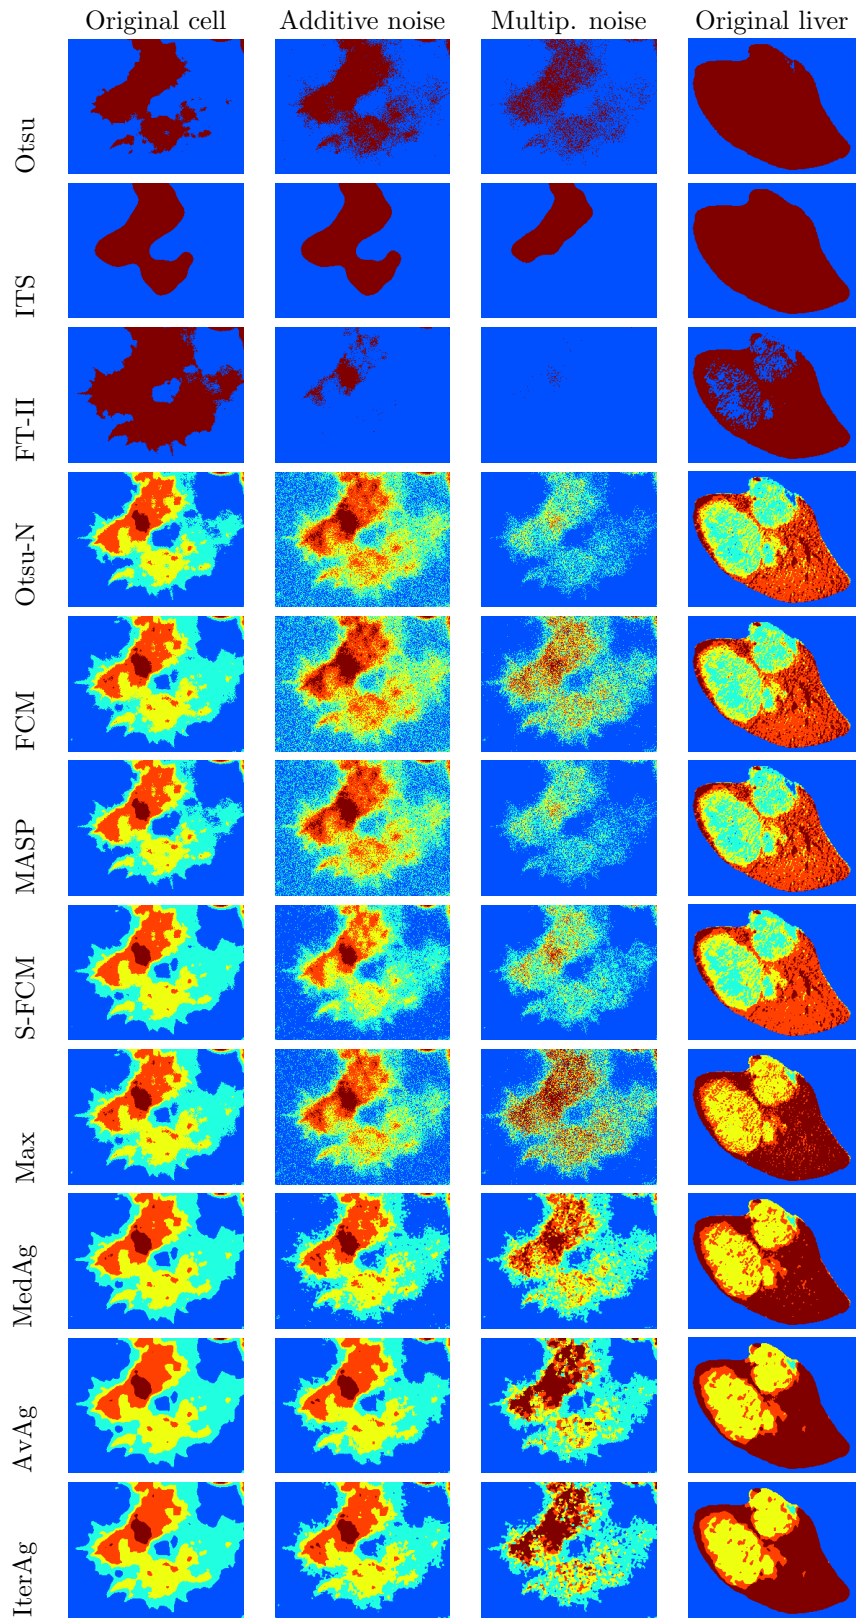 Original cell Additive noise Multip. noise Original liver
Otsu
ITS
FT-II
Otsu-N
FCM
MASP
S-FCM
Max
MedAg
AvAg
IterAg